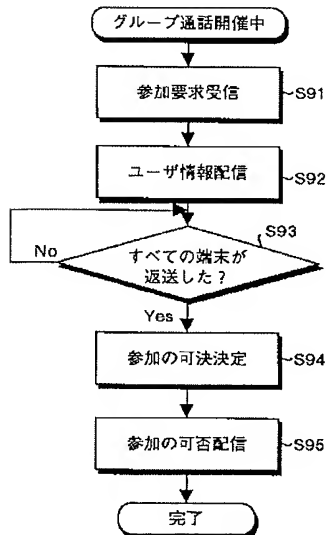 グループ通話開催中
参加要求受信
S91
ユーザ情報配信
S92
S93
すべての端末が
返送した?
No
Yes
参加の可決決定
S94
参加の可否配信
S95
完了